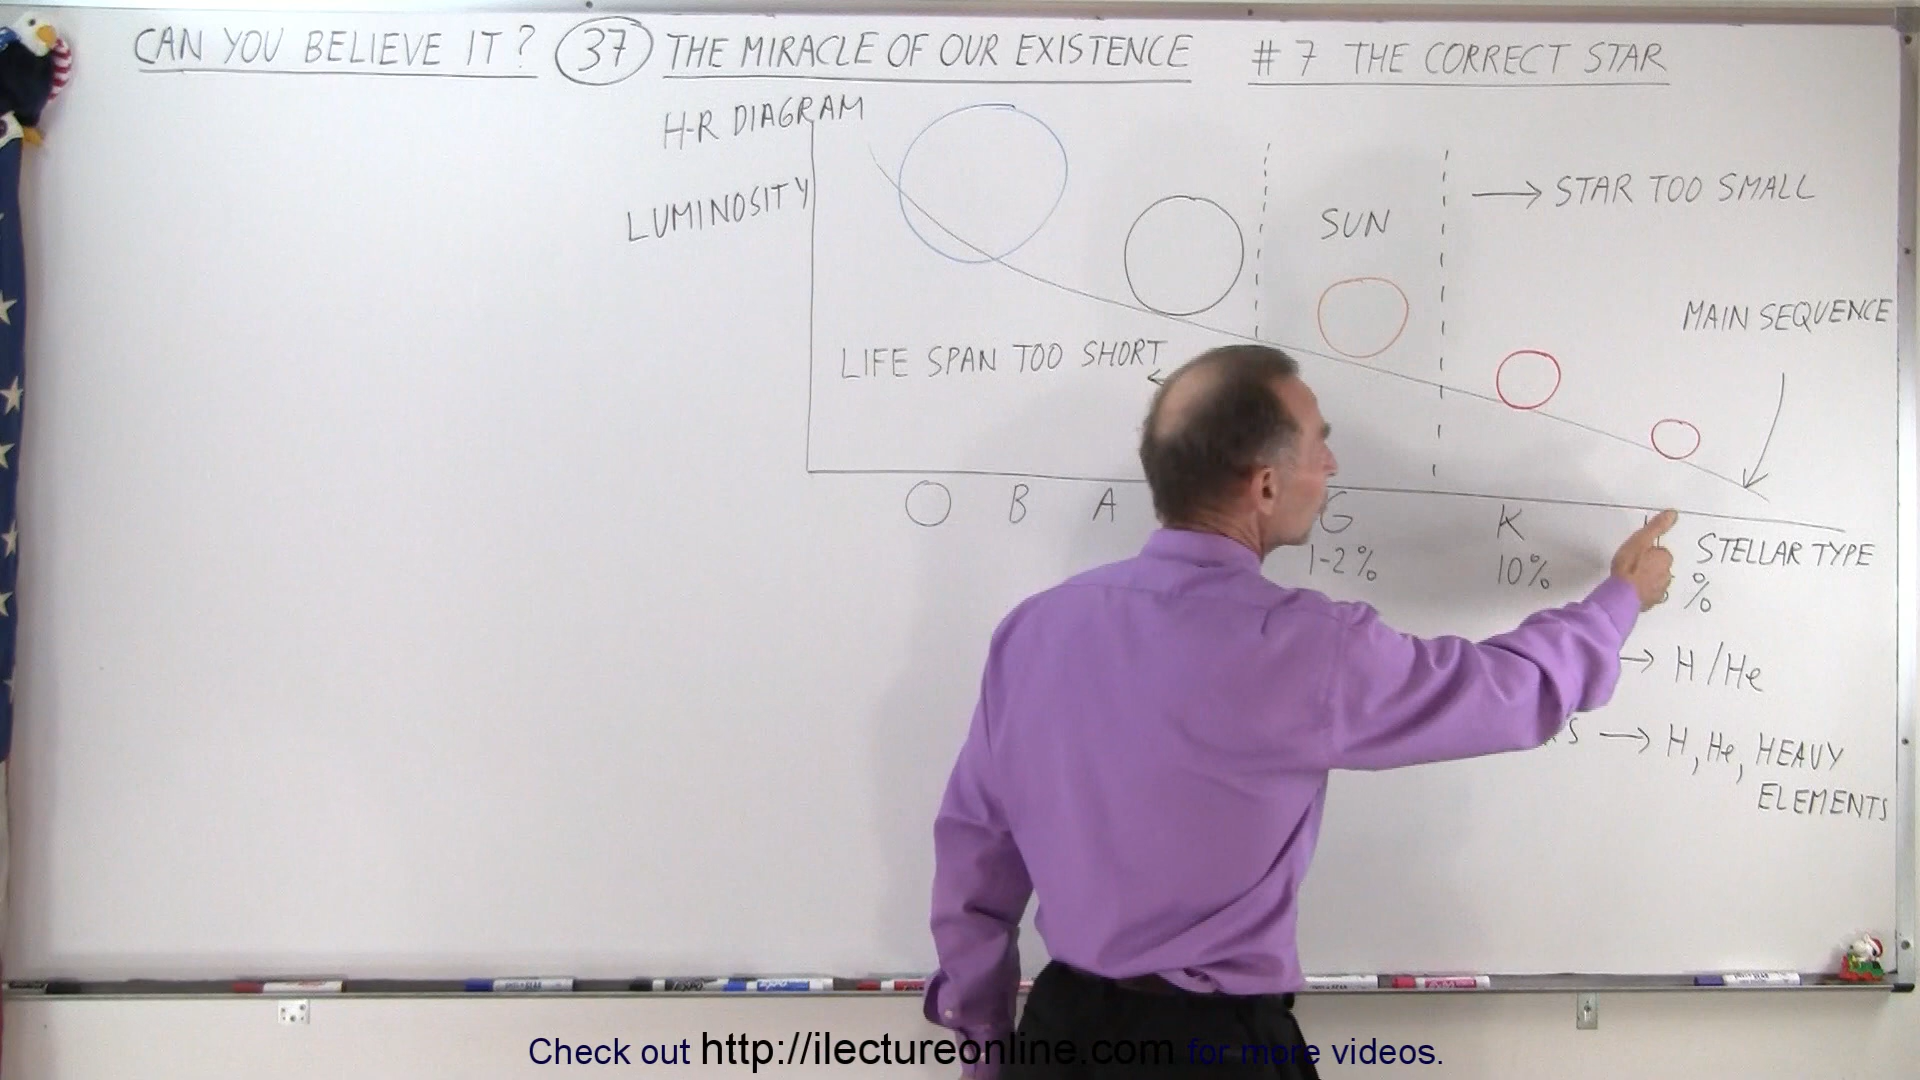 CAN YOU BELIEVE IT? 37 THE MIRACLE OF OUR EXISTENCE # 7 THE CORRECT STAR
H-R DIAGRAM
LUMINOSITY
→ STAR TOO SMALL
SUN
MAIN SEQUENCE
LIFE SPAN TOO SHORT
O B A G K
STELLAR TYPE
1-2% 10% %
→ H/He
→ H, He, HEAVY
ELEMENTS
Check out http://ilectureonline.com for more videos.